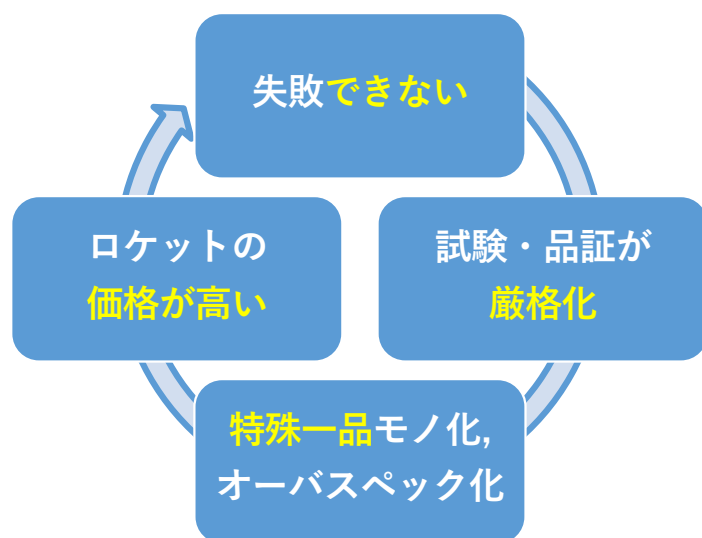 失敗できない
試験・品証が
厳格化
特殊一品モノ化,
オーバスペック化
ロケットの
価格が高い